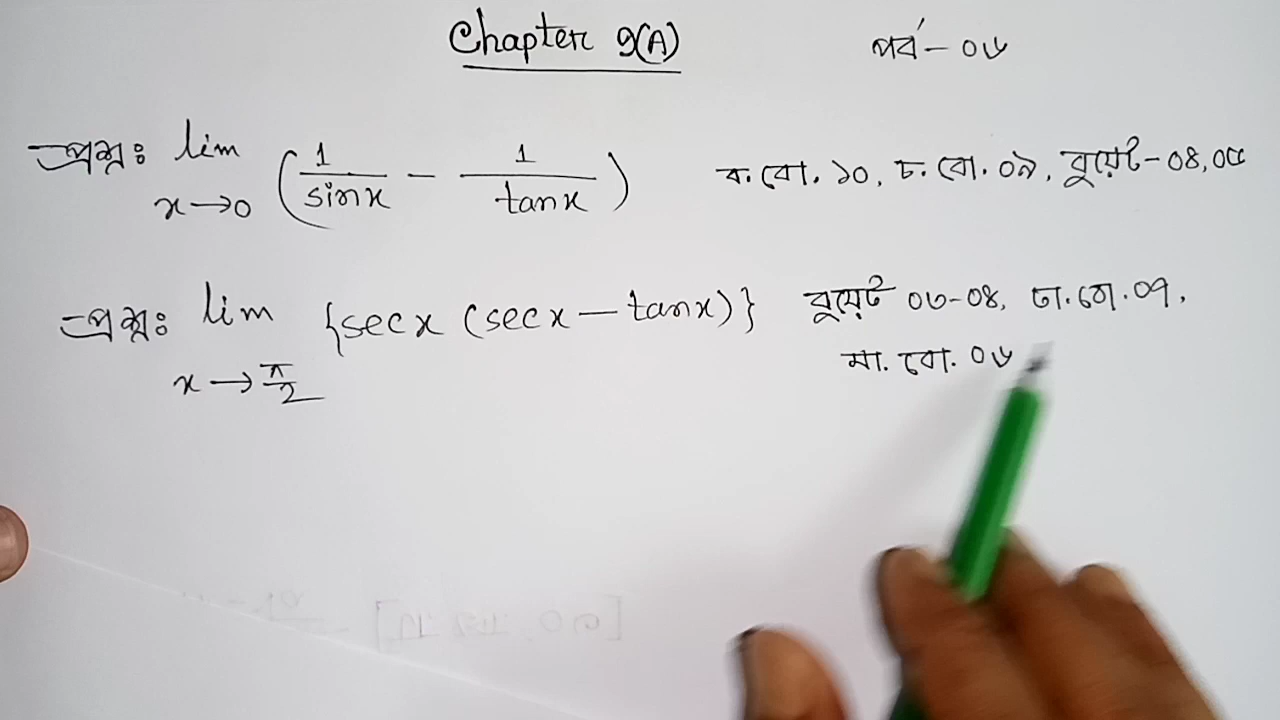 Chapter 9(A) পর্ব - ০৬
প্রশ্নঃ lim x→0 (1/sinx - 1/tanx) ব. বো. ১০, চ. বো. ০৯, বুয়েট - ০৪, ০৫
প্রশ্নঃ lim x→π/2 {secx (secx - tanx)} বুয়েট ০৩-০৪, ঢা. বো. ০৭,
মা. বো. ০৬